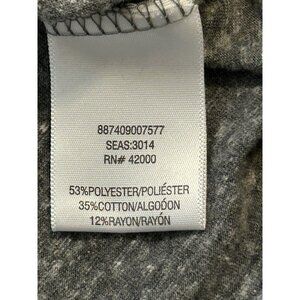 887409007577
SEAS:3014
RN# 42000
53%POLYESTER/POLIÉSTER
35%COTTON/ALGODÓN
12%RAYON/RAYÓN